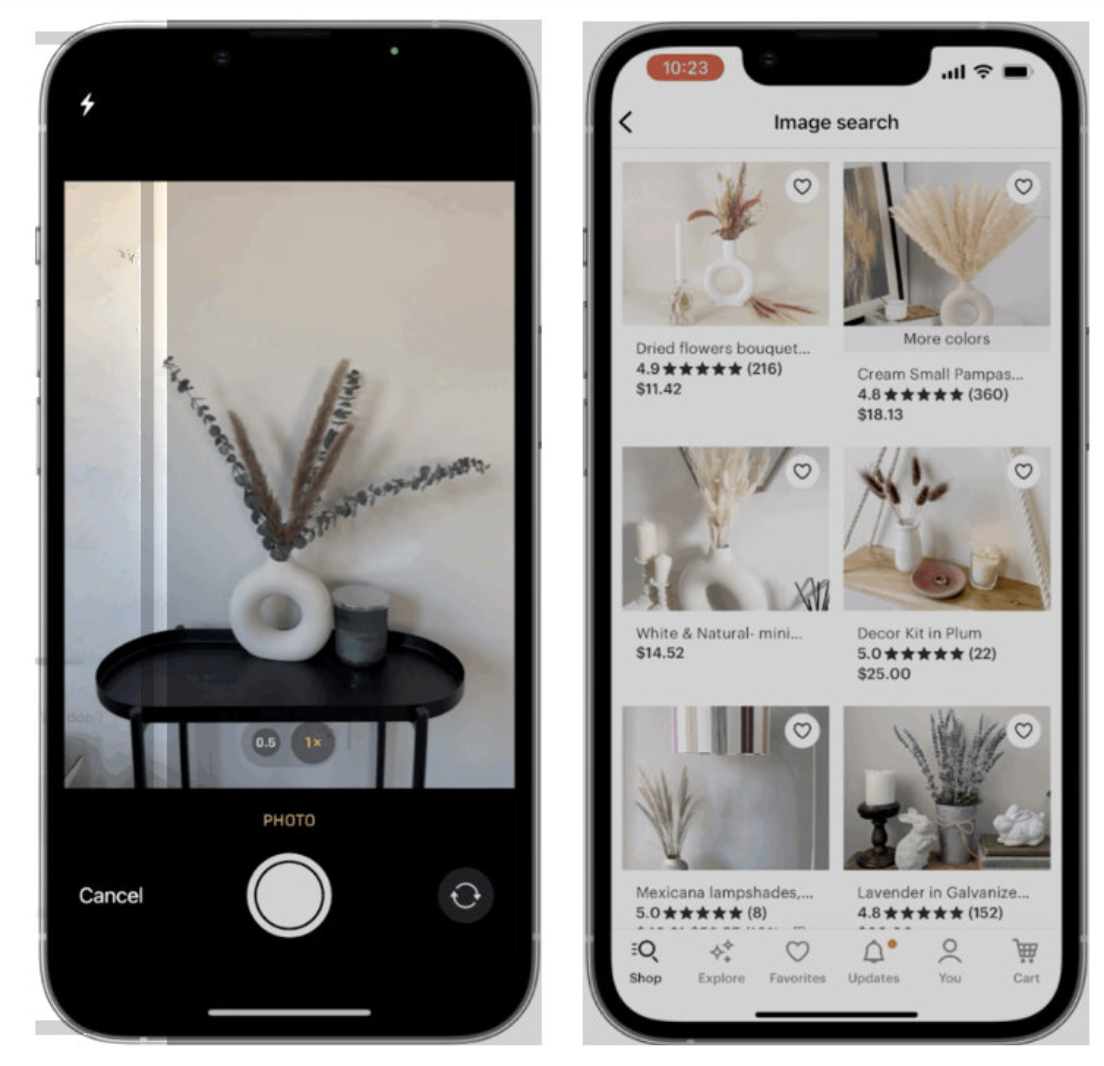 0.5 1×
PHOTO
Cancel
10:23
Image search
Dried flowers bouquet...
4.9★★★★★ (216)
$11.42
More colors
Cream Small Pampas...
4.8★★★★★ (360)
$18.13
White & Natural- mini...
$14.52
Decor Kit in Plum
5.0★★★★★ (22)
$25.00
Mexicana lampshades,...
5.0★★★★★ (8)
Lavender in Galvanize...
4.8★★★★★ (152)
Shop Explore Favorites Updates You Cart